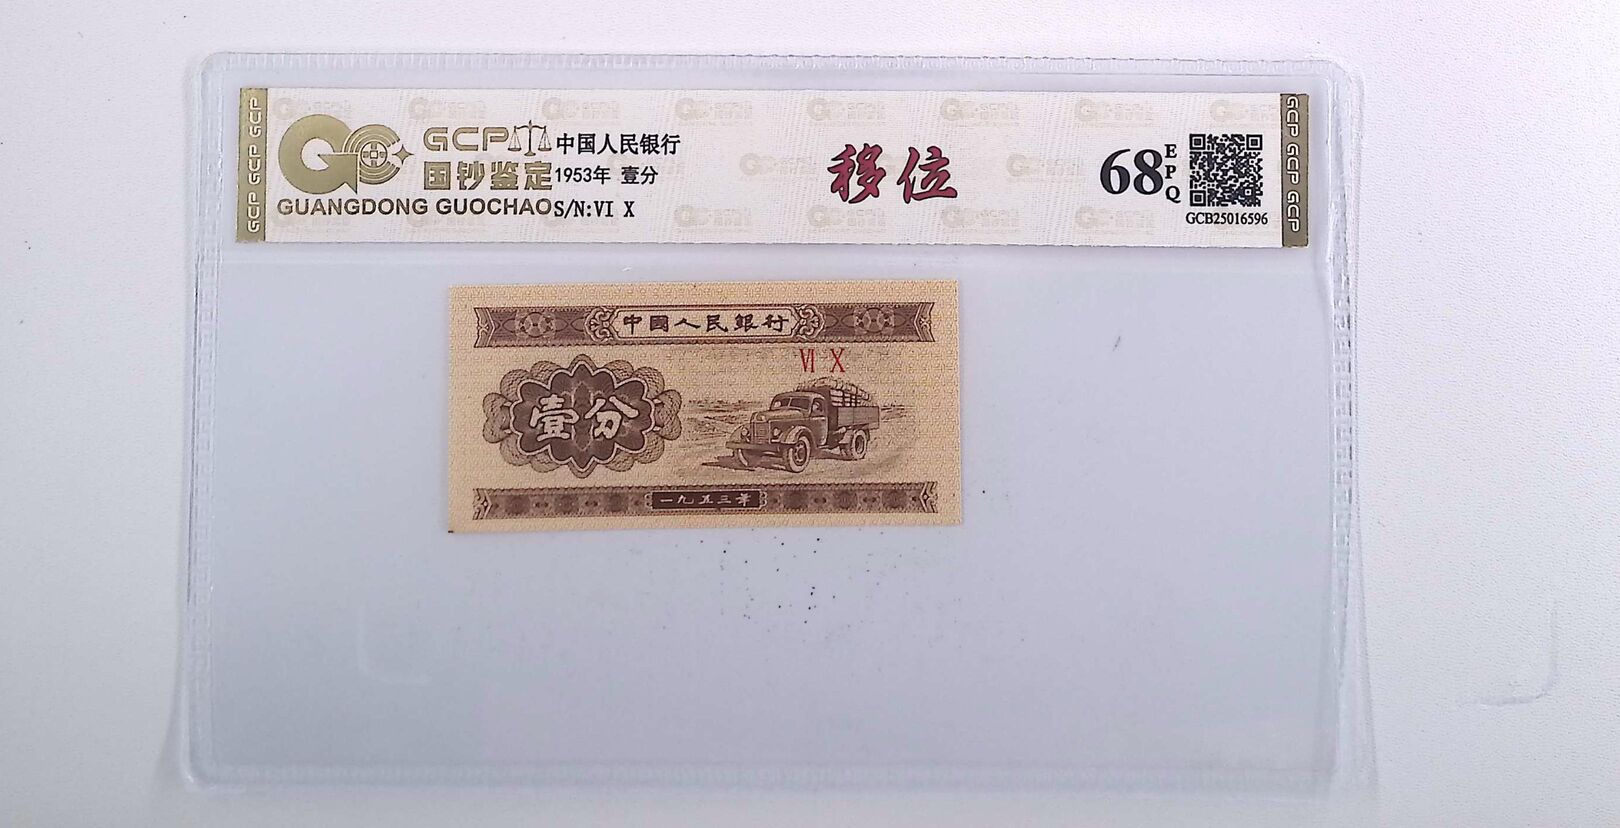 GCP GCP GCP
GCP
国钞鉴定
GUANGDONG GUOCHAO
中国人民银行
1953年 壹分
S/N:VI X
移位
68
EPQ
GCB25016596
GCP GCP GCP
中國人民銀行
VI X
壹分
一九五三年